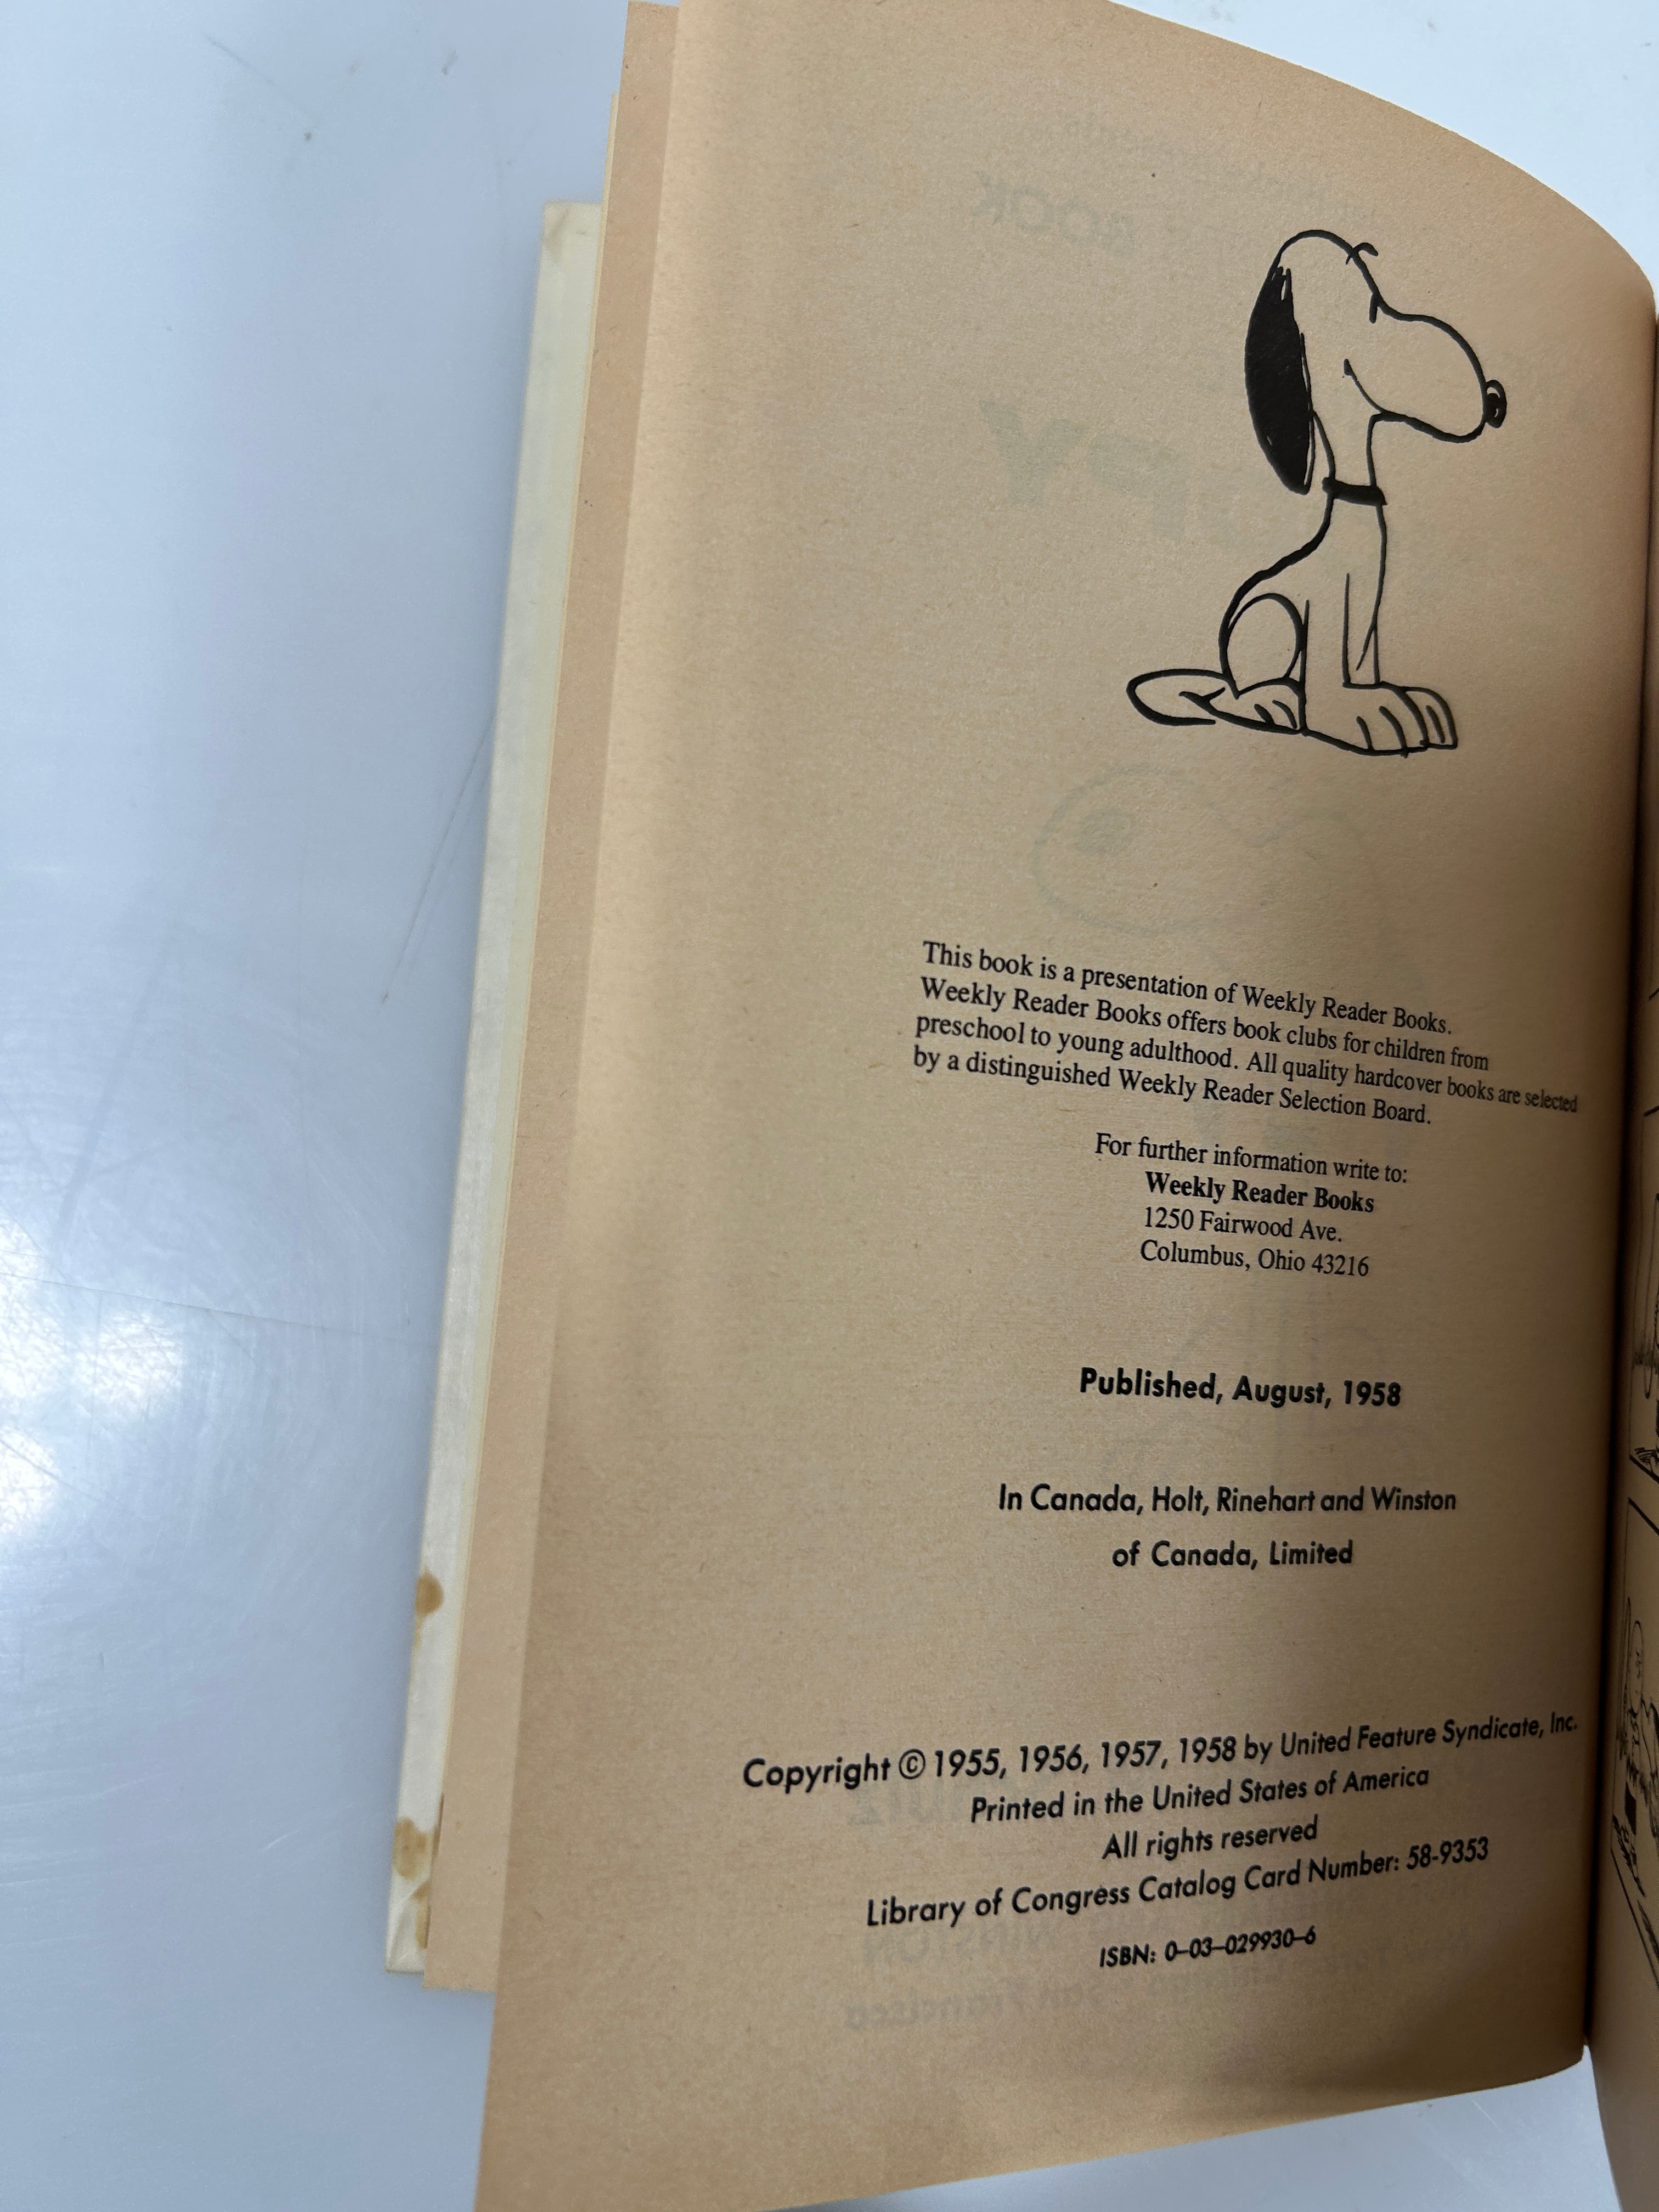 This book is a presentation of Weekly Reader Books.
Weekly Reader Books offers book clubs for children from
preschool to young adulthood. All quality hardcover books are selected
by a distinguished Weekly Reader Selection Board.
For further information write to:
Weekly Reader Books
1250 Fairwood Ave.
Columbus, Ohio 43216
Published, August, 1958
In Canada, Holt, Rinehart and Winston
of Canada, Limited
Copyright © 1955, 1956, 1957, 1958 by United Feature Syndicate, Inc.
Printed in the United States of America
All rights reserved
Library of Congress Catalog Card Number: 58-9353
ISBN: 0-03-029930-6